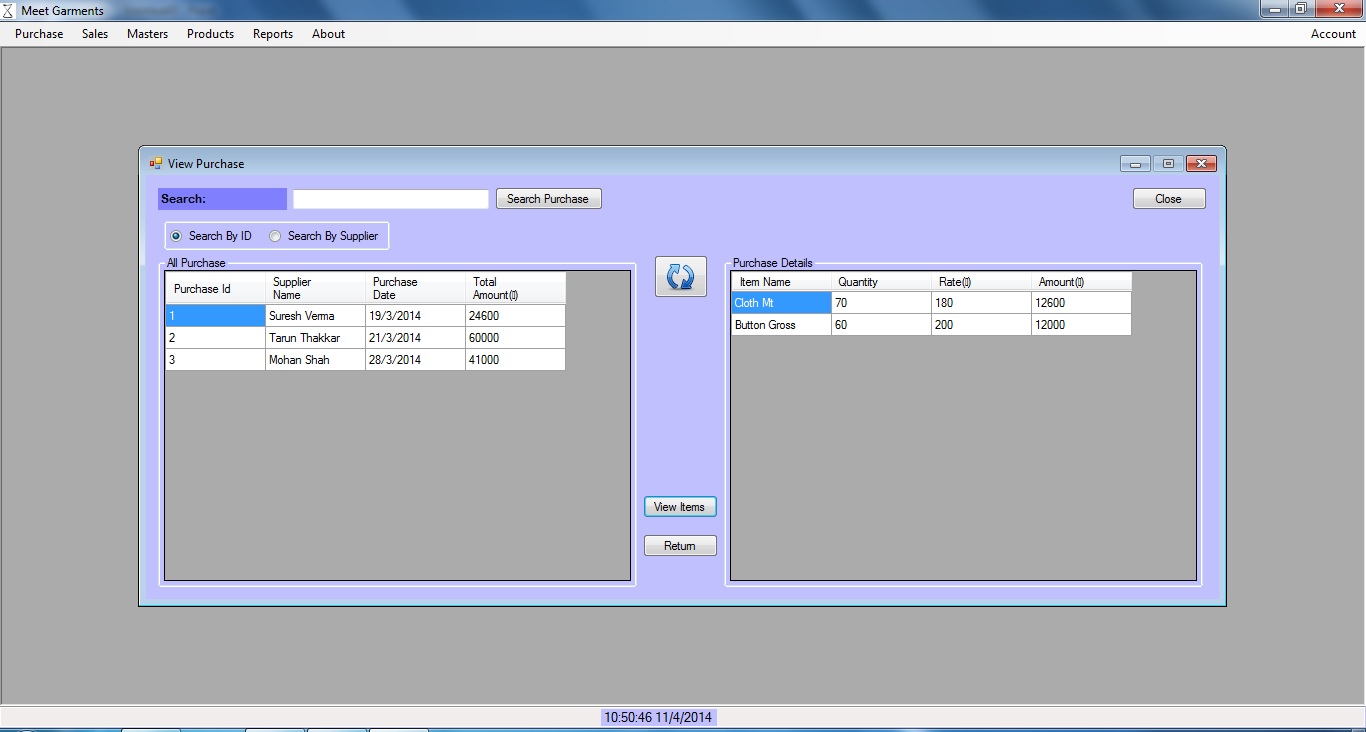 Meet Garments
Purchase Sales Masters Products Reports About Account
View Purchase
Search: Search Purchase Close
Search By ID Search By Supplier
All Purchase
Purchase Id Supplier Name Purchase Date Total Amount(▯)
1 Suresh Verma 19/3/2014 24600
2 Tarun Thakkar 21/3/2014 60000
3 Mohan Shah 28/3/2014 41000
View Items
Return
Purchase Details
Item Name Quantity Rate(▯) Amount(▯)
Cloth Mt 70 180 12600
Button Gross 60 200 12000
10:50:46 11/4/2014